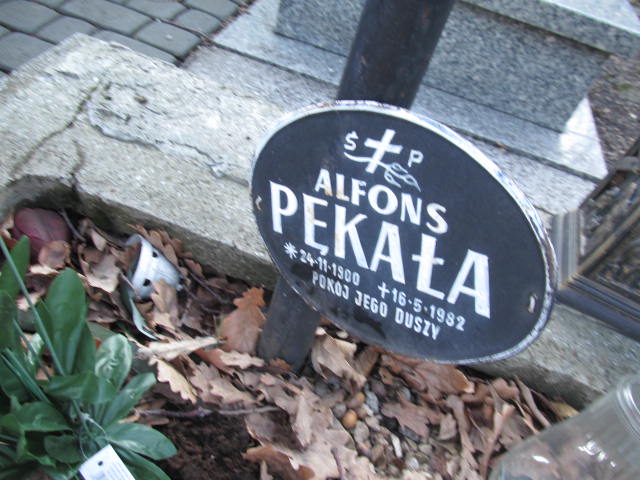 Ś P
ALFONS
PĘKAŁA
*24-11-1900 +16-5-1982
POKÓJ JEGO DUSZY